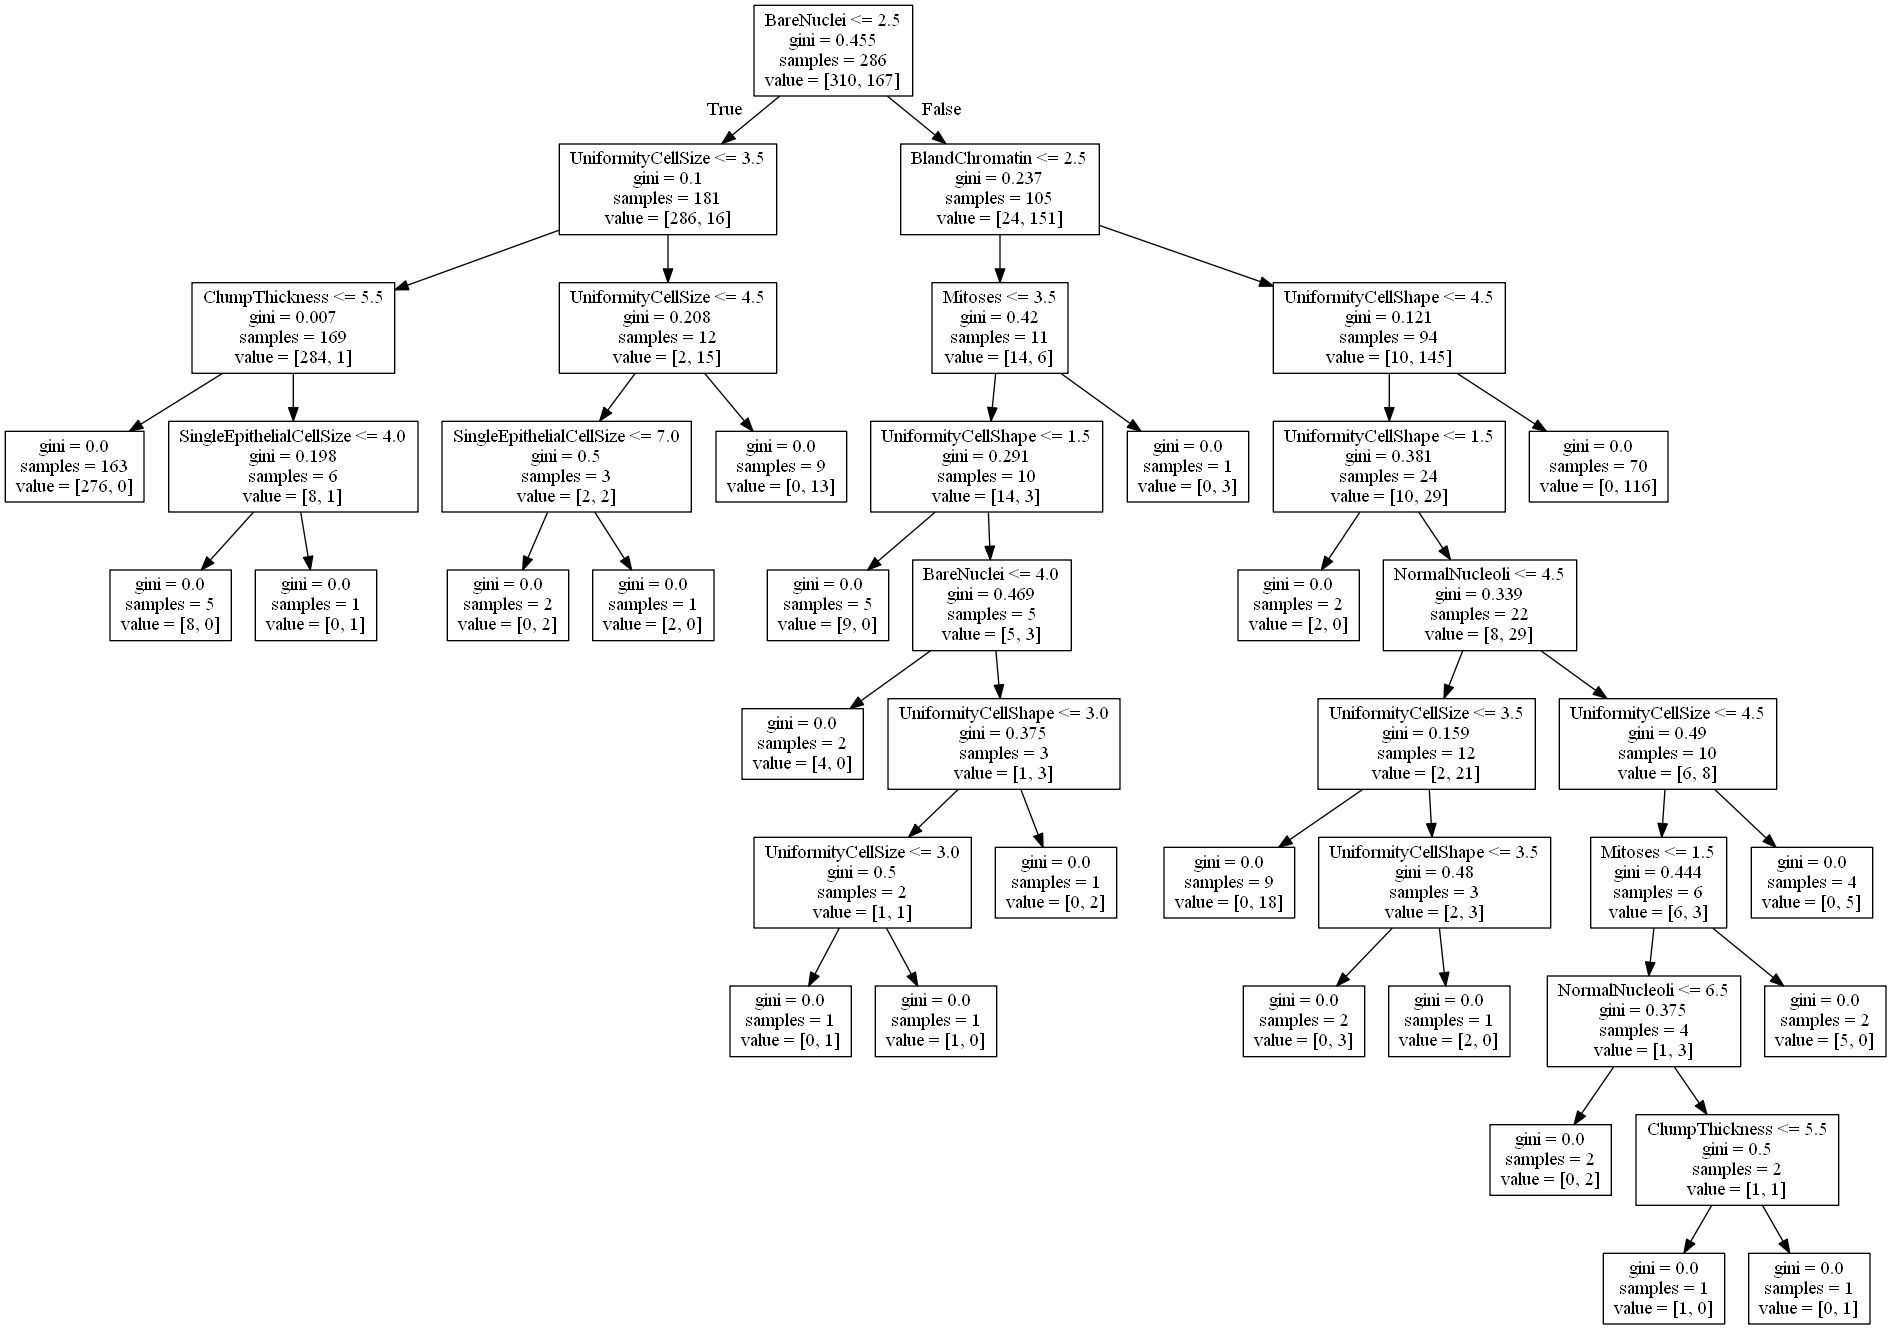 BareNuclei <= 2.5
gini = 0.455
samples = 286
value = [310, 167]
True
False
UniformityCellSize <= 3.5
gini = 0.1
samples = 181
value = [286, 16]
BlandChromatin <= 2.5
gini = 0.237
samples = 105
value = [24, 151]
ClumpThickness <= 5.5
gini = 0.007
samples = 169
value = [284, 1]
UniformityCellSize <= 4.5
gini = 0.208
samples = 12
value = [2, 15]
Mitoses <= 3.5
gini = 0.42
samples = 11
value = [14, 6]
UniformityCellShape <= 4.5
gini = 0.121
samples = 94
value = [10, 145]
gini = 0.0
samples = 163
value = [276, 0]
SingleEpithelialCellSize <= 4.0
gini = 0.198
samples = 6
value = [8, 1]
SingleEpithelialCellSize <= 7.0
gini = 0.5
samples = 3
value = [2, 2]
gini = 0.0
samples = 9
value = [0, 13]
UniformityCellShape <= 1.5
gini = 0.291
samples = 10
value = [14, 3]
gini = 0.0
samples = 1
value = [0, 3]
UniformityCellShape <= 1.5
gini = 0.381
samples = 24
value = [10, 29]
gini = 0.0
samples = 70
value = [0, 116]
gini = 0.0
samples = 5
value = [8, 0]
gini = 0.0
samples = 1
value = [0, 1]
gini = 0.0
samples = 2
value = [0, 2]
gini = 0.0
samples = 1
value = [2, 0]
gini = 0.0
samples = 5
value = [9, 0]
BareNuclei <= 4.0
gini = 0.469
samples = 5
value = [5, 3]
gini = 0.0
samples = 2
value = [2, 0]
NormalNucleoli <= 4.5
gini = 0.339
samples = 22
value = [8, 29]
gini = 0.0
samples = 2
value = [4, 0]
UniformityCellShape <= 3.0
gini = 0.375
samples = 3
value = [1, 3]
UniformityCellSize <= 3.5
gini = 0.159
samples = 12
value = [2, 21]
UniformityCellSize <= 4.5
gini = 0.49
samples = 10
value = [6, 8]
UniformityCellSize <= 3.0
gini = 0.5
samples = 2
value = [1, 1]
gini = 0.0
samples = 1
value = [0, 2]
gini = 0.0
samples = 9
value = [0, 18]
UniformityCellShape <= 3.5
gini = 0.48
samples = 3
value = [2, 3]
Mitoses <= 1.5
gini = 0.444
samples = 6
value = [6, 3]
gini = 0.0
samples = 4
value = [0, 5]
gini = 0.0
samples = 1
value = [0, 1]
gini = 0.0
samples = 1
value = [1, 0]
gini = 0.0
samples = 2
value = [0, 3]
gini = 0.0
samples = 1
value = [2, 0]
NormalNucleoli <= 6.5
gini = 0.375
samples = 4
value = [1, 3]
gini = 0.0
samples = 2
value = [5, 0]
gini = 0.0
samples = 2
value = [0, 2]
ClumpThickness <= 5.5
gini = 0.5
samples = 2
value = [1, 1]
gini = 0.0
samples = 1
value = [1, 0]
gini = 0.0
samples = 1
value = [0, 1]